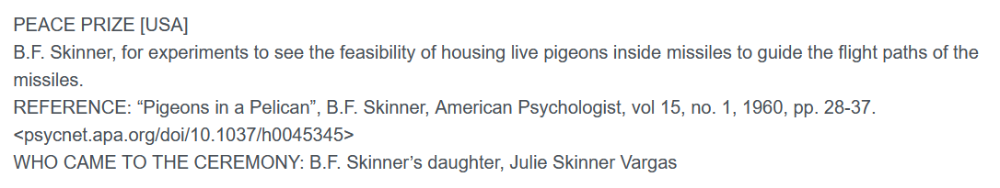 PEACE PRIZE [USA]
B.F. Skinner, for experiments to see the feasibility of housing live pigeons inside missiles to guide the flight paths of the
missiles.
REFERENCE: “Pigeons in a Pelican”, B.F. Skinner, American Psychologist, vol 15, no. 1, 1960, pp. 28-37.
<psycnet.apa.org/doi/10.1037/h0045345>
WHO CAME TO THE CEREMONY: B.F. Skinner’s daughter, Julie Skinner Vargas